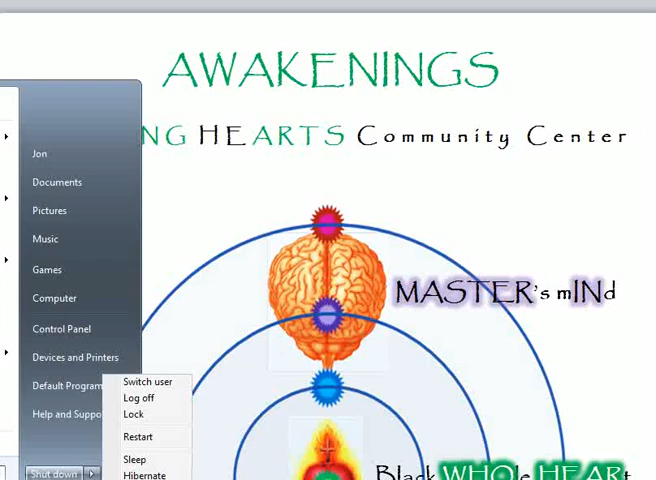 AWAKENINGS
NG HEARTS Community Center
Jon
Documents
Pictures
Music
Games
Computer
Control Panel
Devices and Printers
Default Program
Help and Suppo
Shut down
Switch user
Log off
Lock
Restart
Sleep
Hibernate
MASTER's mINd
Black WHOle HEARt